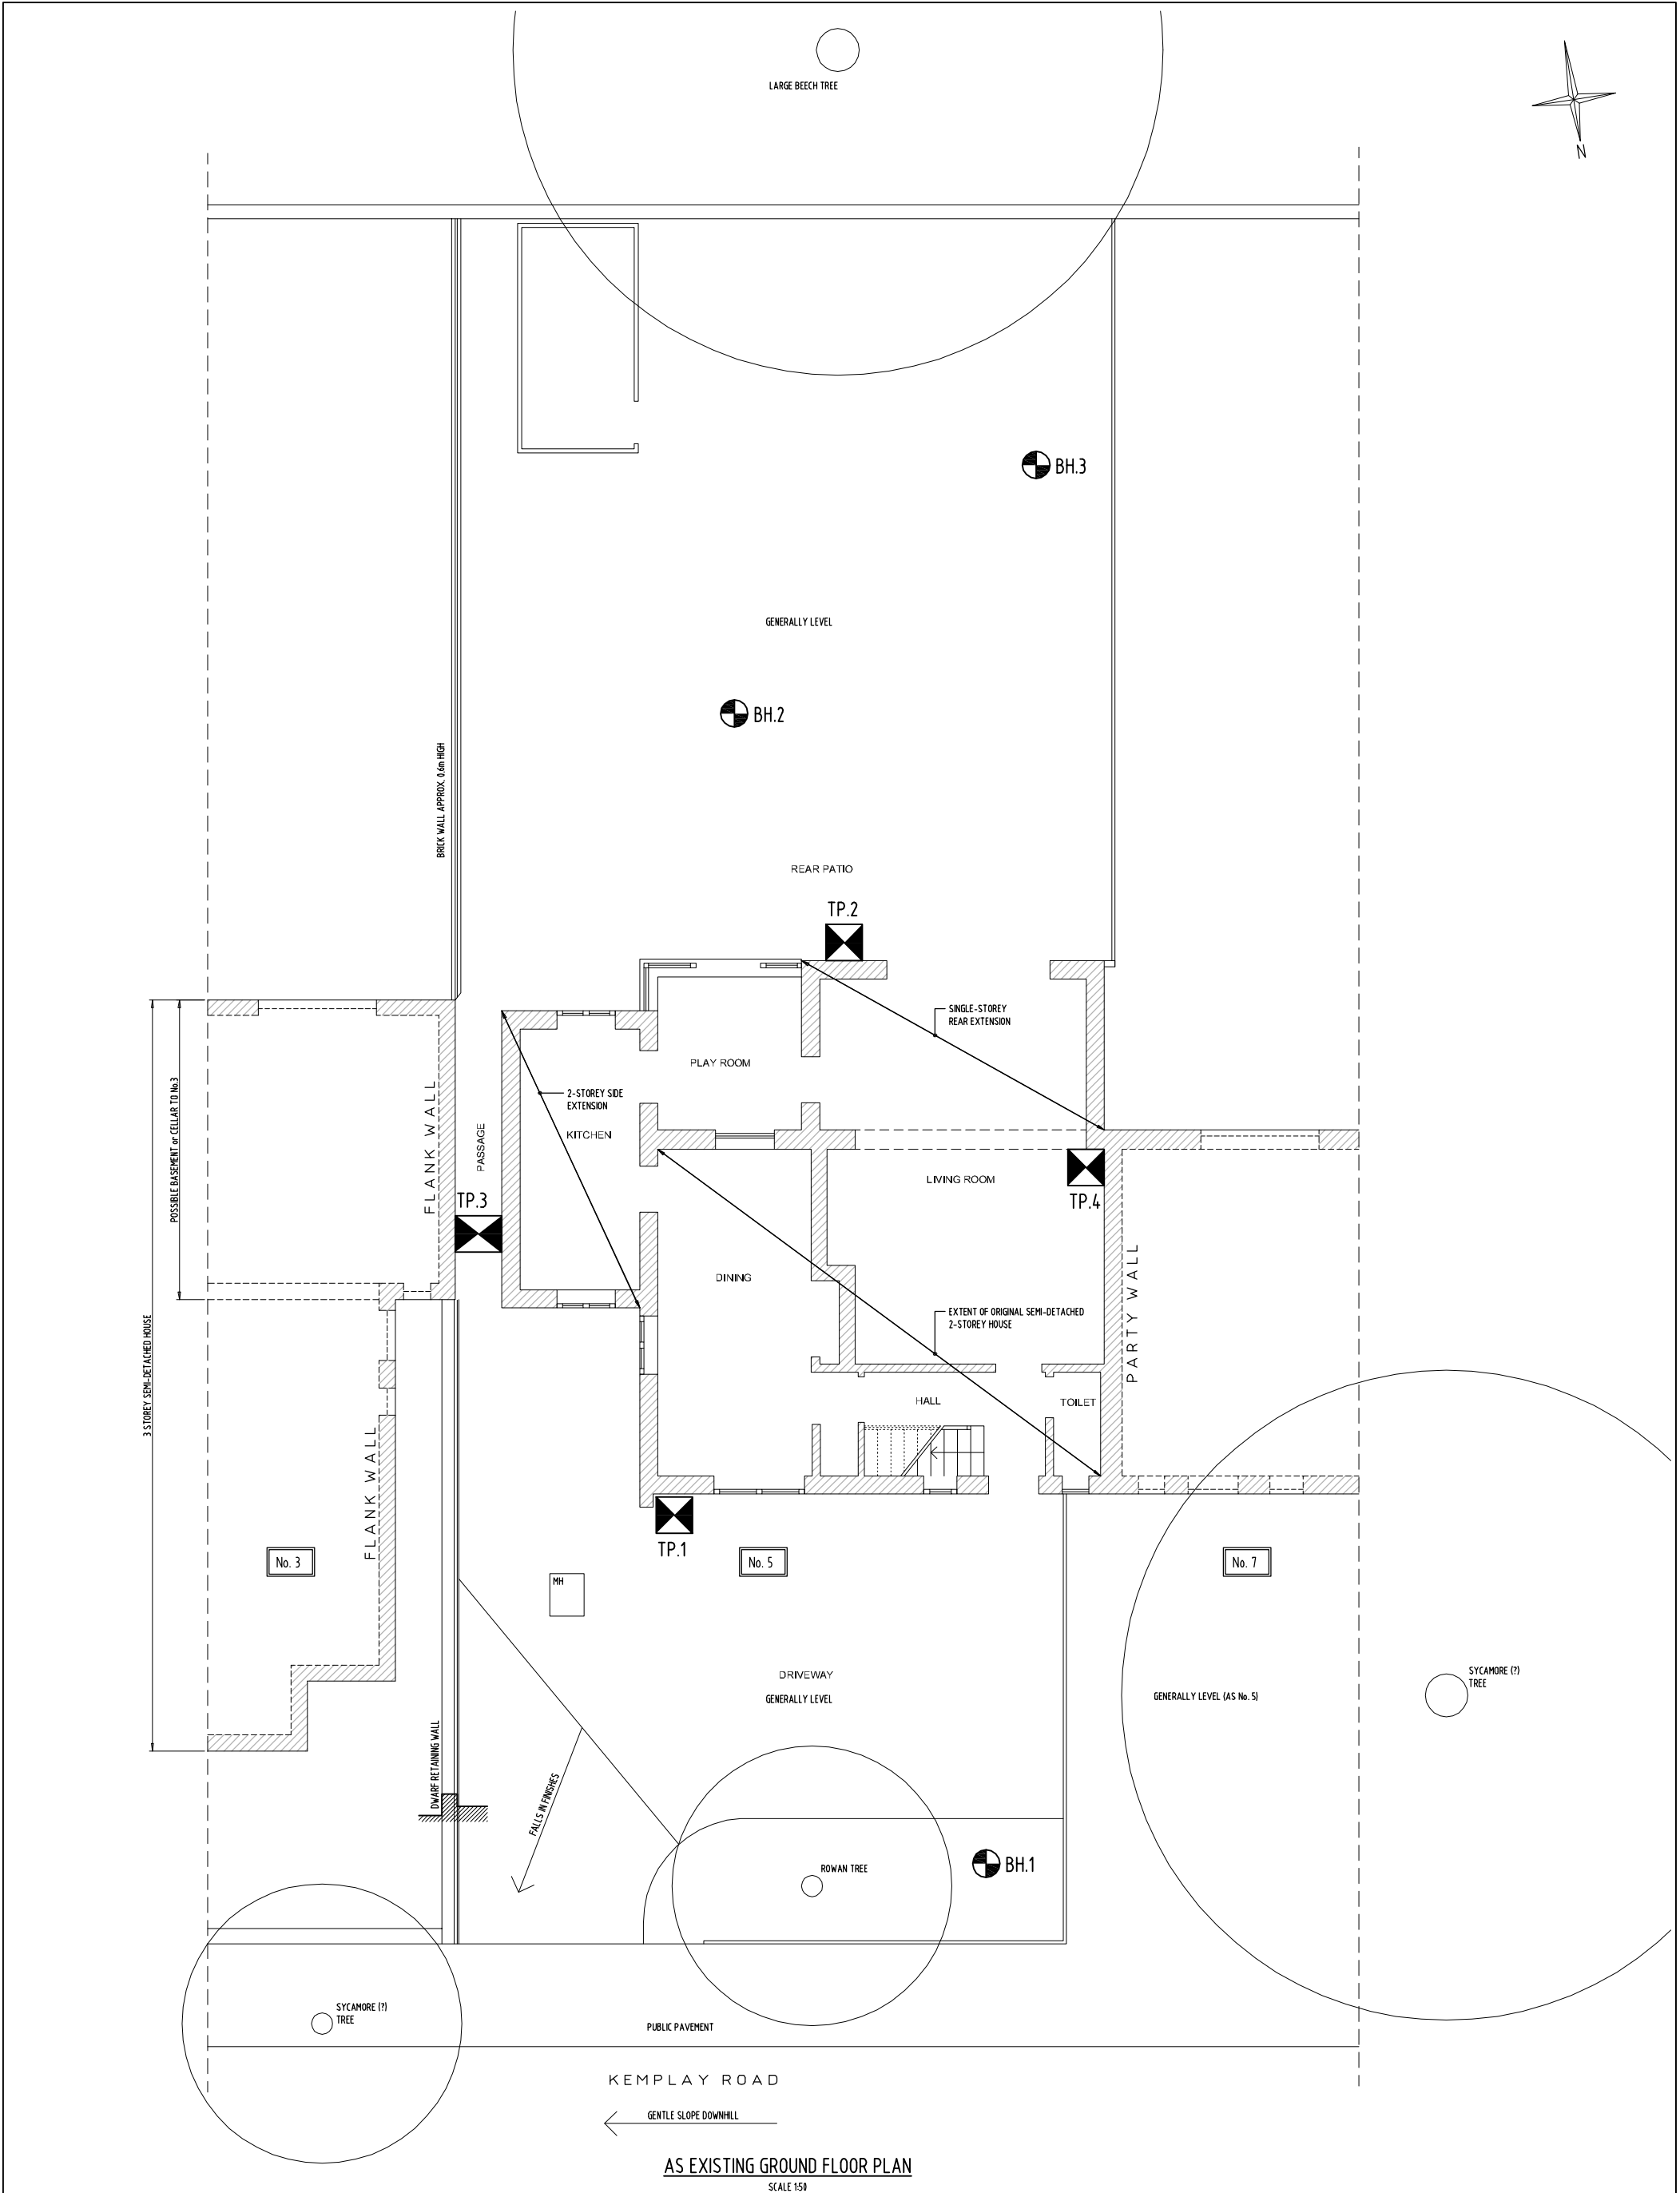 LARGE BEECH TREE
N
BH.3
GENERALLY LEVEL
BH.2
BRICK WALL APPROX. 0.6m HIGH
REAR PATIO
TP.2
SINGLE-STOREY
REAR EXTENSION
PLAY ROOM
2-STOREY SIDE
EXTENSION
KITCHEN
PASSAGE
FLANK WALL
POSSIBLE BASEMENT or CELLAR TO No.3
3 STOREY SEMI-DETACHED HOUSE
TP.3
LIVING ROOM
TP.4
DINING
PARTY WALL
EXTENT OF ORIGINAL SEMI-DETACHED
2-STOREY HOUSE
HALL
TOILET
FLANK WALL
TP.1
No. 3
No. 5
No. 7
MH
DRIVEWAY
GENERALLY LEVEL
GENERALLY LEVEL (AS No. 5)
SYCAMORE (?)
TREE
DWARF RETAINING WALL
FALLS IN FINISHES
ROWAN TREE
BH.1
SYCAMORE (?)
TREE
PUBLIC PAVEMENT
KEMPLAY ROAD
GENTLE SLOPE DOWNHILL
AS EXISTING GROUND FLOOR PLAN
SCALE 1:50